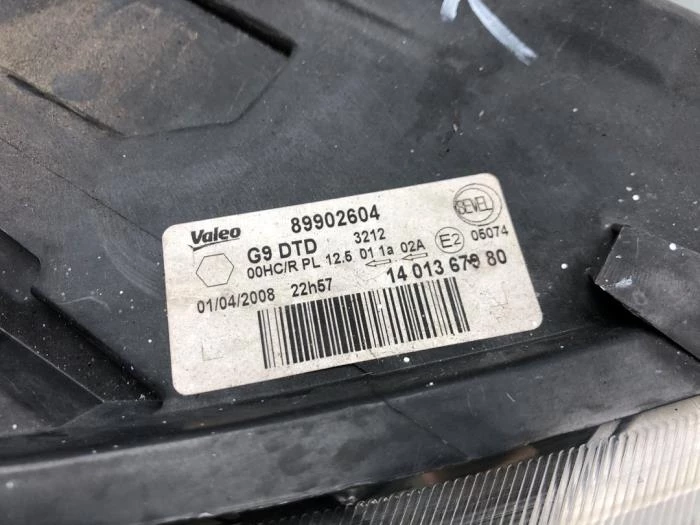 Valeo 89902604 SEVEL
G9 DTD 3212
00HC/R PL 12.5 01 1a 02A E2 05074
01/04/2008 22h57 14 013 679 80